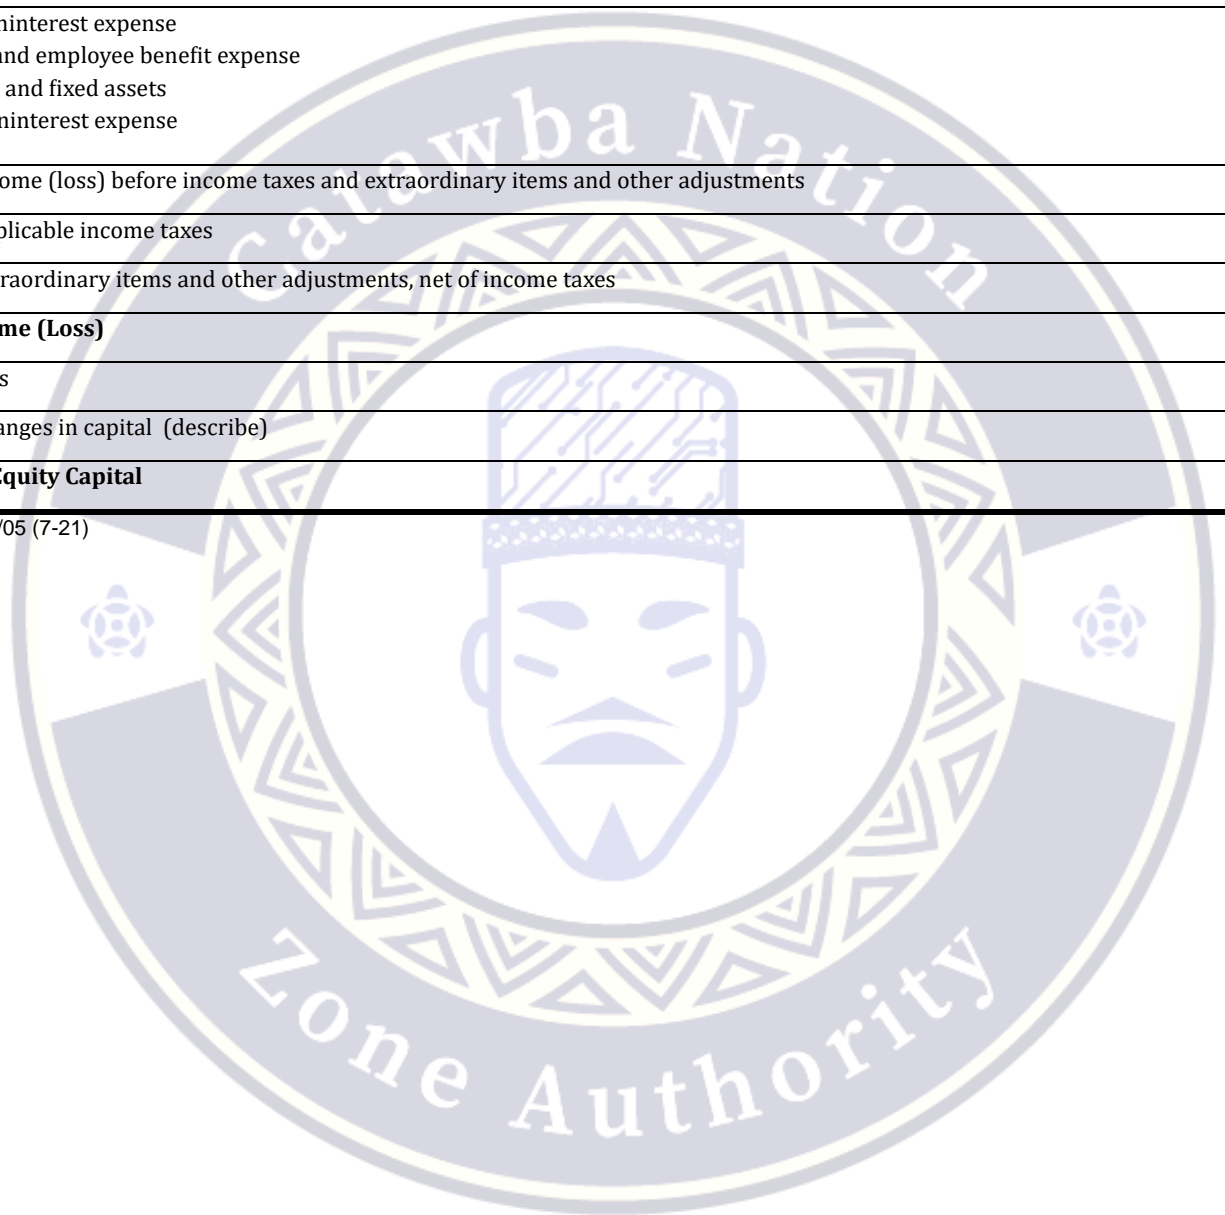 ninterest expense
and employee benefit expense
and fixed assets
ninterest expense
ome (loss) before income taxes and extraordinary items and other adjustments
plicable income taxes
raordinary items and other adjustments, net of income taxes
me (Loss)
s
anges in capital (describe)
Equity Capital
/05 (7-21)
Catawba Nation
Zone Authority